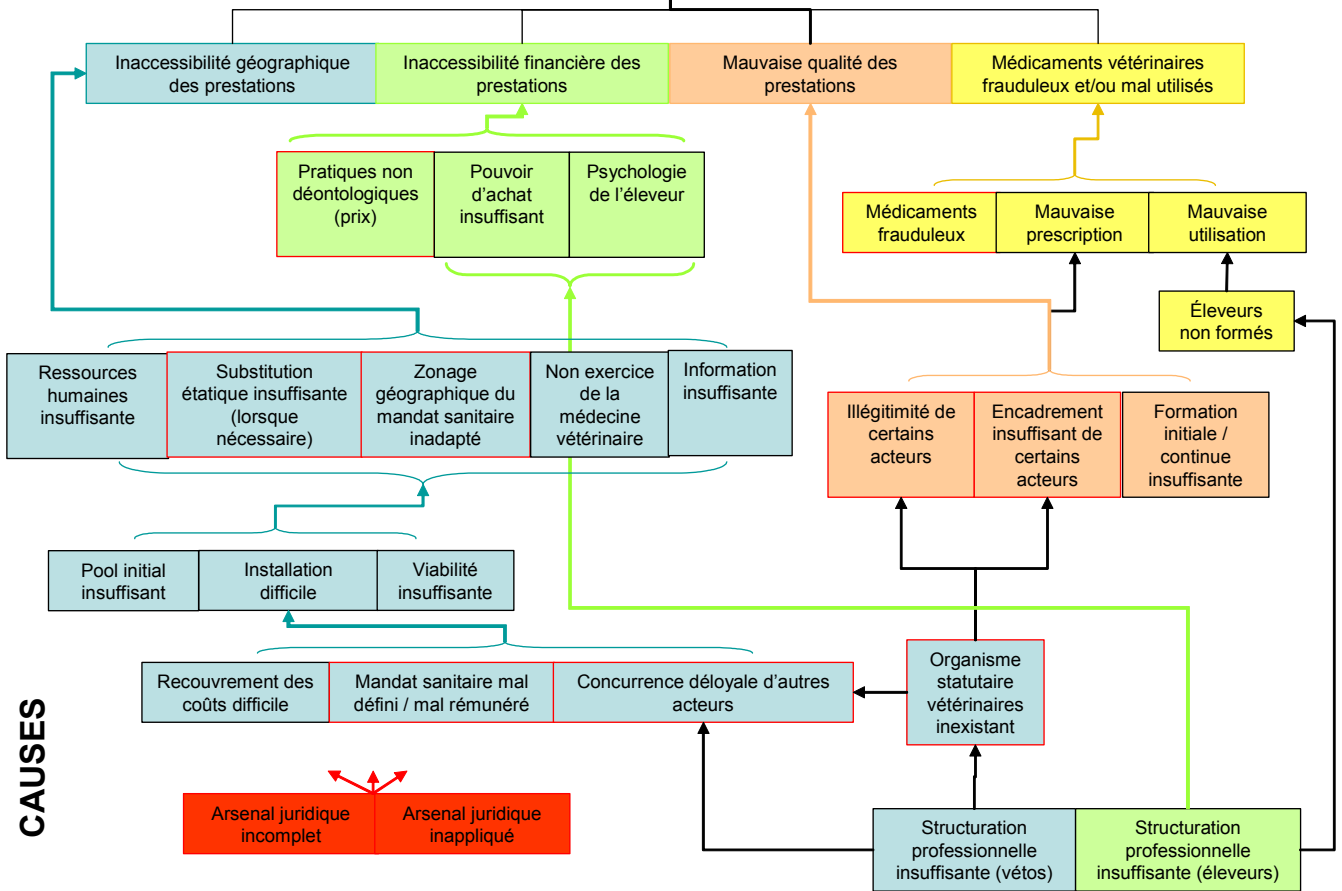 Inaccessibilité géographique
des prestations
Inaccessibilité financière des
prestations
Mauvaise qualité des
prestations
Médicaments vétérinaires
frauduleux et/ou mal utilisés
Pratiques non
déontologiques
(prix)
Pouvoir
d’achat
insuffisant
Psychologie
de l’éleveur
Médicaments
frauduleux
Mauvaise
prescription
Mauvaise
utilisation
Éleveurs
non formés
Ressources
humaines
insuffisante
Substitution
étatique insuffisante
(lorsque
nécessaire)
Zonage
géographique du
mandat sanitaire
inadapté
Non exercice
de la
médecine
vétérinaire
Information
insuffisante
Illégitimité de
certains
acteurs
Encadrement
insuffisant de
certains
acteurs
Formation
initiale /
continue
insuffisante
Pool initial
insuffisant
Installation
difficile
Viabilité
insuffisante
Recouvrement des
coûts difficile
Mandat sanitaire mal
défini / mal rémunéré
Concurrence déloyale d’autres
acteurs
Organisme
statutaire
vétérinaires
inexistant
CAUSES
Arsenal juridique
incomplet
Arsenal juridique
inappliqué
Structuration
professionnelle
insuffisante (vétos)
Structuration
professionnelle
insuffisante (éleveurs)